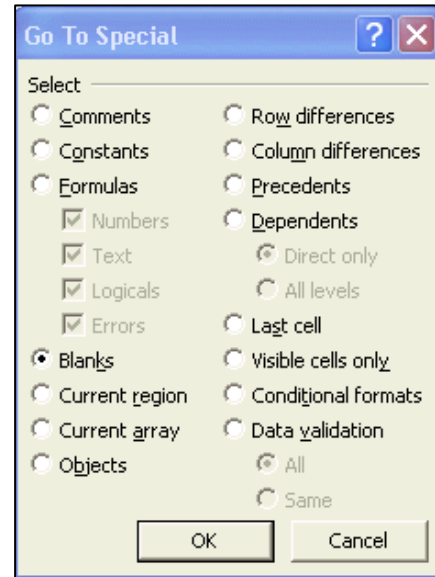 Go To Special
?
Select
Comments
Constants
Formulas
Numbers
Text
Logicals
Errors
Blanks
Current region
Current array
Objects
Row differences
Column differences
Precedents
Dependents
Direct only
All levels
Last cell
Visible cells only
Conditional formats
Data validation
All
Same
OK
Cancel